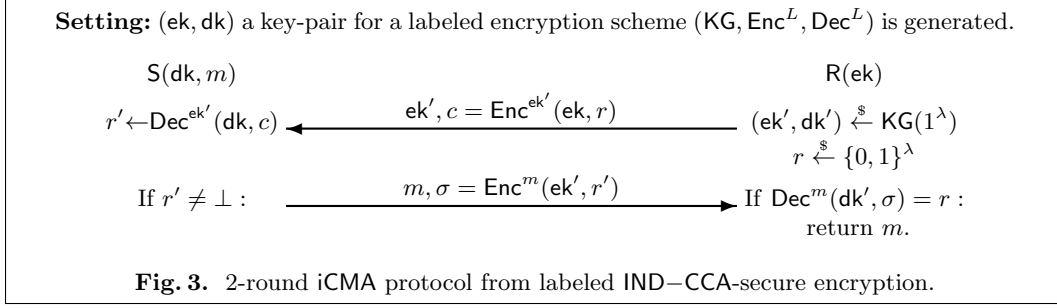 Setting: (ek, dk) a key-pair for a labeled encryption scheme (KG, Enc^L, Dec^L) is generated.
S(dk, m) R(ek)
r′←Dec^{ek′}(dk, c) ek′, c = Enc^{ek′}(ek, r) (ek′, dk′) $← KG(1^λ)
r $← {0, 1}^λ
If r′ ≠ ⊥ : m, σ = Enc^m(ek′, r′) If Dec^m(dk′, σ) = r :
return m.
Fig. 3. 2-round iCMA protocol from labeled IND−CCA-secure encryption.